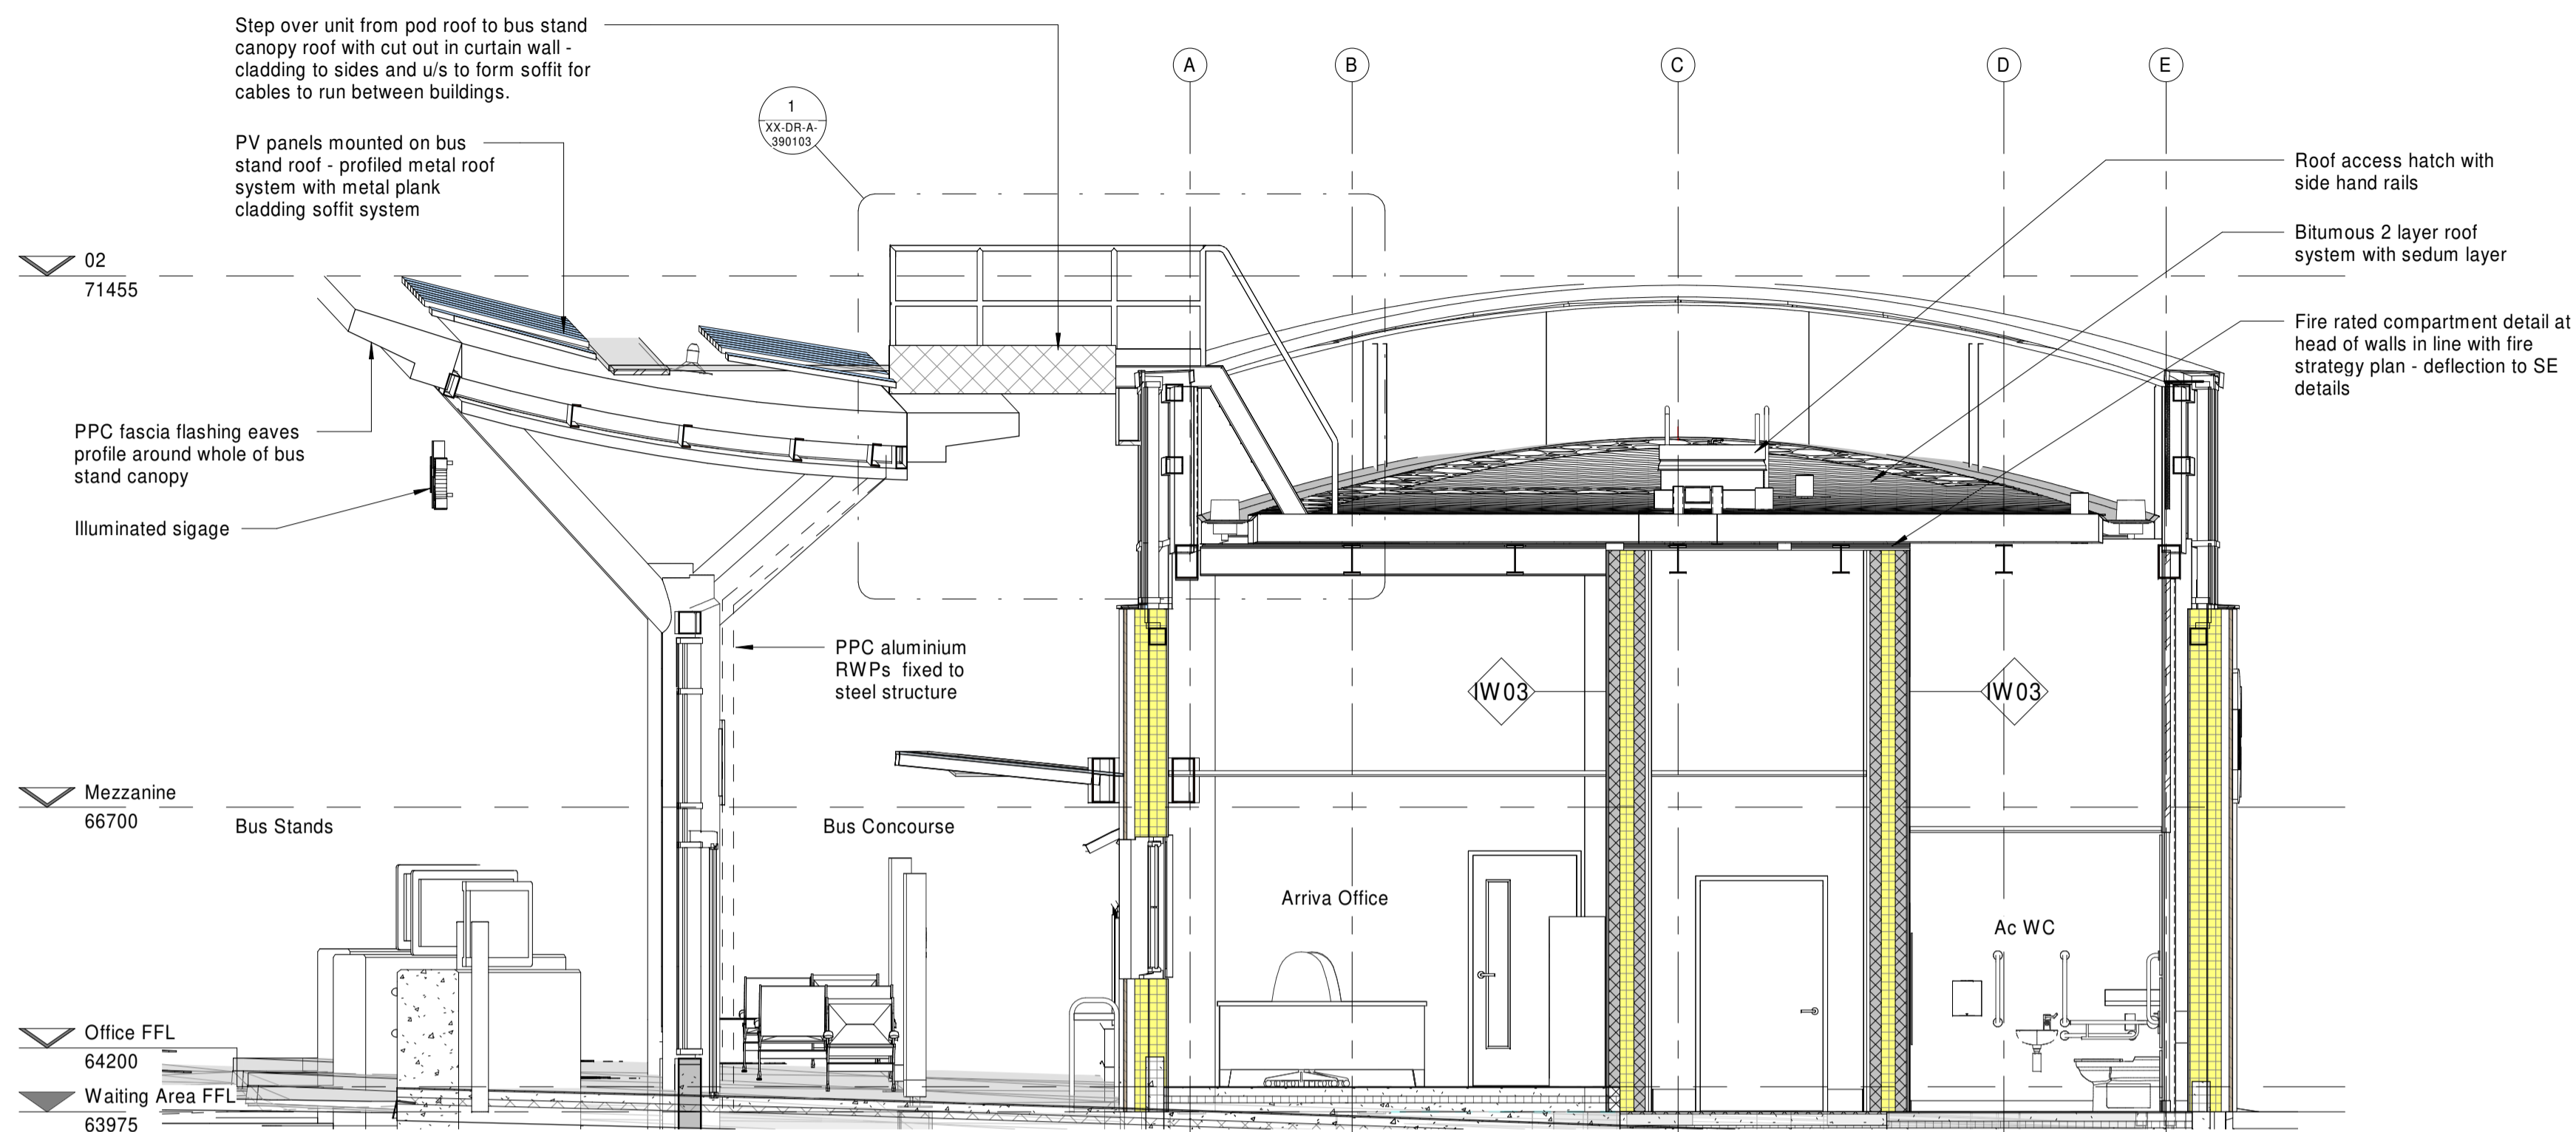 Step over unit from pod roof to bus stand
canopy roof with cut out in curtain wall -
cladding to sides and u/s to form soffit for
cables to run between buildings.
PV panels mounted on bus
stand roof - profiled metal roof
system with metal plank
cladding soffit system
1
XX-DR-A-
390103
A
B
C
D
E
Roof access hatch with
side hand rails
Bitumous 2 layer roof
system with sedum layer
Fire rated compartment detail at
head of walls in line with fire
strategy plan - deflection to SE
details
02
71455
PPC fascia flashing eaves
profile around whole of bus
stand canopy
Illuminated sigage
PPC aluminium
RWPs fixed to
steel structure
IW03
IW03
Mezzanine
66700
Bus Stands
Bus Concourse
Arriva Office
Ac WC
Office FFL
64200
Waiting Area FFL
63975